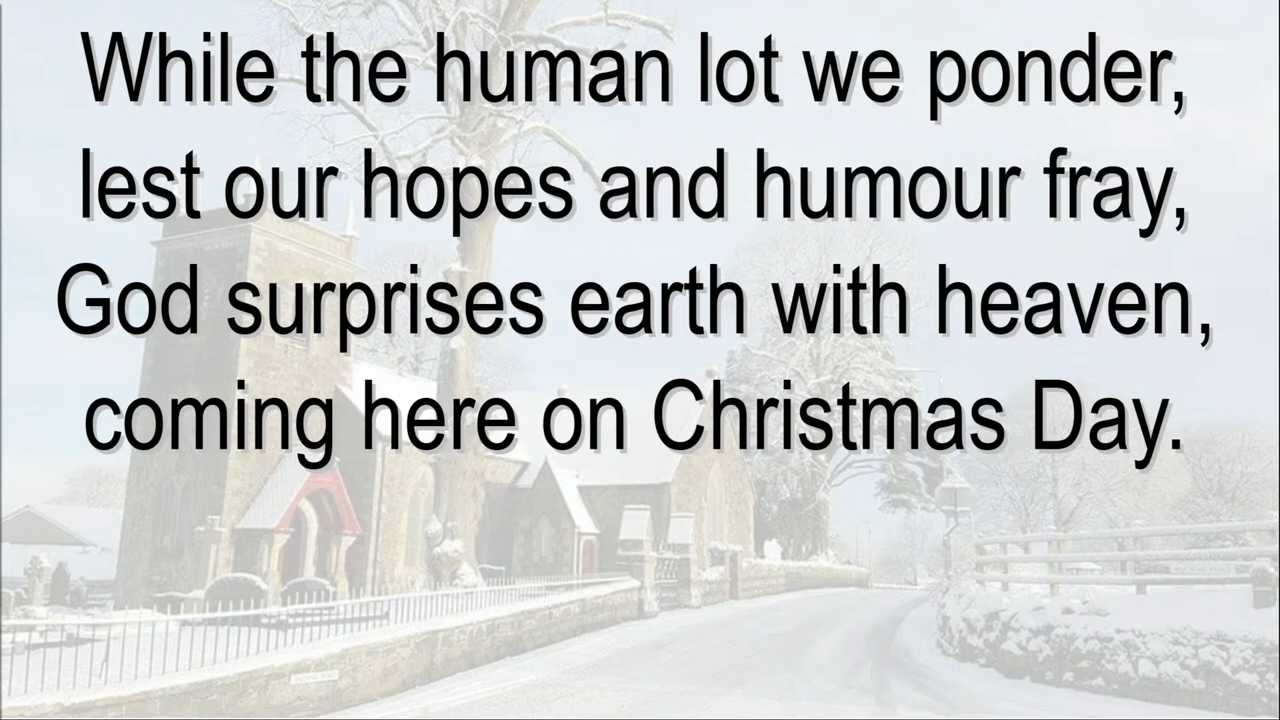 While the human lot we ponder,
lest our hopes and humour fray,
God surprises earth with heaven,
coming here on Christmas Day.